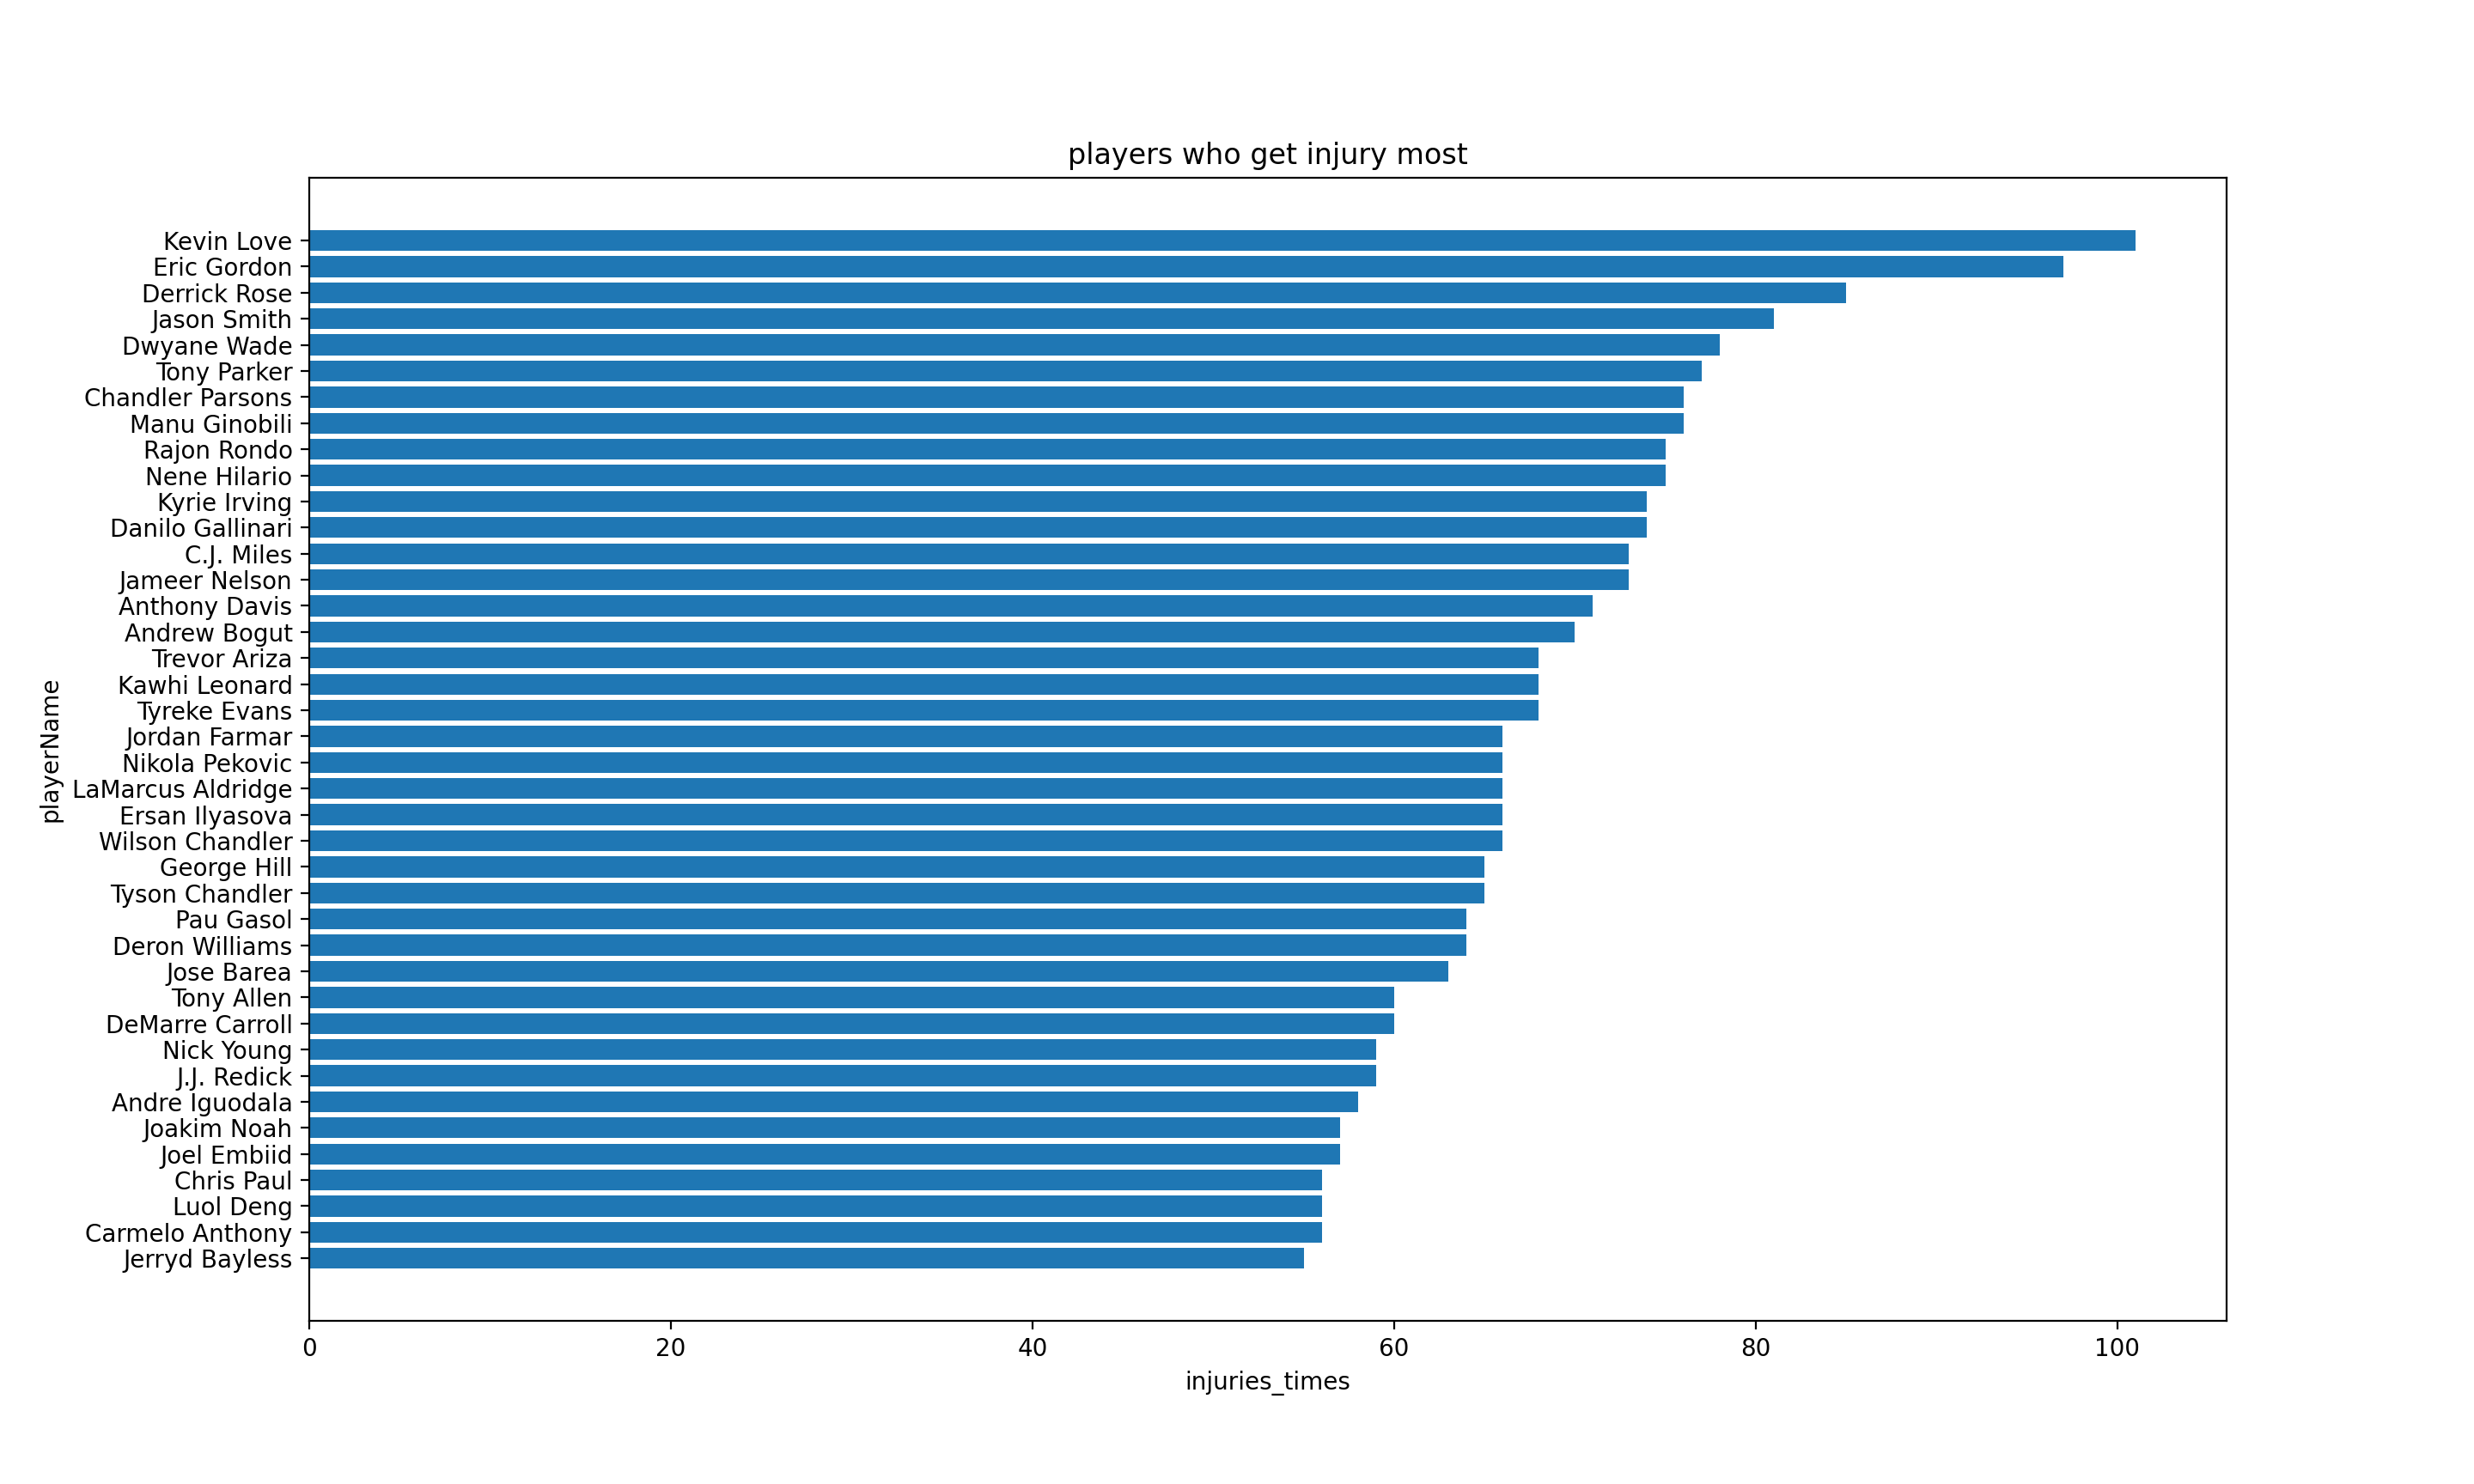 players who get injury most
Kevin Love
Eric Gordon
Derrick Rose
Jason Smith
Dwyane Wade
Tony Parker
Chandler Parsons
Manu Ginobili
Rajon Rondo
Nene Hilario
Kyrie Irving
Danilo Gallinari
C.J. Miles
Jameer Nelson
Anthony Davis
Andrew Bogut
Trevor Ariza
Kawhi Leonard
Tyreke Evans
Jordan Farmar
Nikola Pekovic
LaMarcus Aldridge
Ersan Ilyasova
Wilson Chandler
George Hill
Tyson Chandler
Pau Gasol
Deron Williams
Jose Barea
Tony Allen
DeMarre Carroll
Nick Young
J.J. Redick
Andre Iguodala
Joakim Noah
Joel Embiid
Chris Paul
Luol Deng
Carmelo Anthony
Jerryd Bayless
playerName
0 20 40 60 80 100
injuries_times